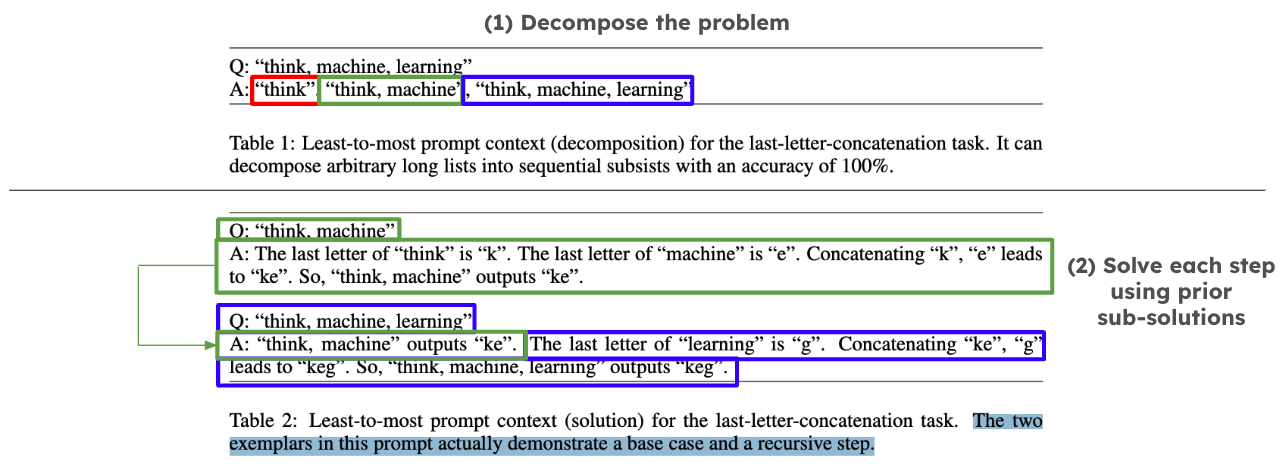 (1) Decompose the problem
Q: “think, machine, learning”
A: “think”, “think, machine”, “think, machine, learning”
Table 1: Least-to-most prompt context (decomposition) for the last-letter-concatenation task. It can
decompose arbitrary long lists into sequential subsists with an accuracy of 100%.
Q: “think, machine”
A: The last letter of “think” is “k”. The last letter of “machine” is “e”. Concatenating “k”, “e” leads
to “ke”. So, “think, machine” outputs “ke”.
(2) Solve each step
using prior
sub-solutions
Q: “think, machine, learning”
A: “think, machine” outputs “ke”. The last letter of “learning” is “g”. Concatenating “ke”, “g”
leads to “keg”. So, “think, machine, learning” outputs “keg”.
Table 2: Least-to-most prompt context (solution) for the last-letter-concatenation task. The two
exemplars in this prompt actually demonstrate a base case and a recursive step.